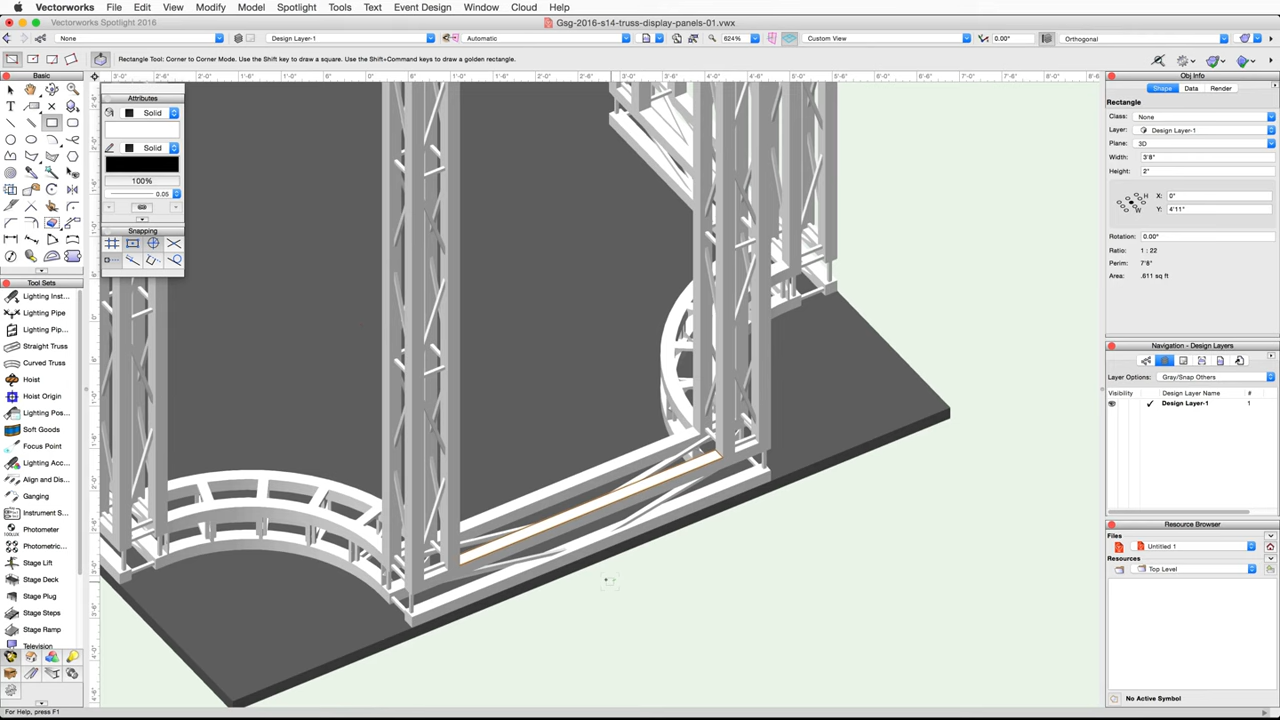 Vectorworks Spotlight File Edit View Modify Model Spotlight Tools Text Event Design Window Cloud Help
Vectorworks Spotlight 2016 Gsg-2016-s14-truss-display-panels-01.vwx
None Design Layer-1 Automatic 624% Custom View 0.00° Orthogonal
Rectangle Tool: Corner to Corner Mode. Use the Shift key to draw a square. Use the Shift+Command keys to draw a golden rectangle.
Basic
Attributes
Solid
Solid
100%
0.05
Snapping
Tool Sets
Lighting Inst...
Lighting Pipe
Lighting Pip...
Straight Truss
Curved Truss
Hoist
Hoist Origin
Lighting Pos...
Soft Goods
Focus Point
Lighting Acc...
Align and Dis...
Ganging
Instrument S...
Photometer
Photometric...
Stage Lift
Stage Deck
Stage Plug
Stage Steps
Stage Ramp
Television
For Help, press F1
Obj Info
Shape Data Render
Rectangle
Class: None
Layer: Design Layer-1
Plane: 3D
Width: 3'8"
Height: 2"
H
W
X: 0"
Y: 4'11"
Rotation: 0.00°
Ratio: 1 : 22
Perim: 7'8"
Area: .611 sq ft
Navigation - Design Layers
Layer Options: Gray/Snap Others
Visibility Design Layer Name #
Design Layer-1 1
Resource Browser
Files
Untitled 1
Resources
Top Level
No Active Symbol